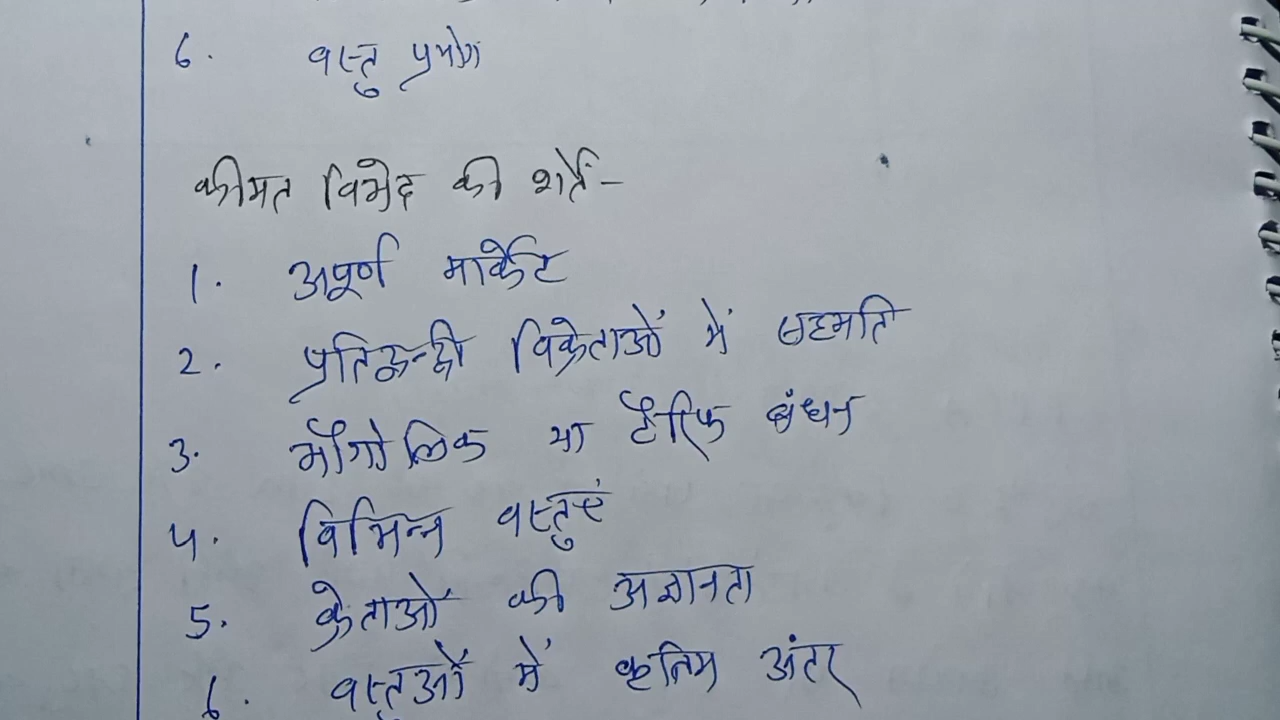 6. वस्तु प्रयोग
कीमत विभेद की शर्तें-
1. अपूर्ण मार्केट
2. प्रतिद्वन्द्वी विक्रेताओं में सहमति
3. भौगोलिक या टैरिफ बंधन
4. विभिन्न वस्तुएं
5. क्रेताओं की अज्ञानता
6. वस्तुओं में कृत्रिम अंतर